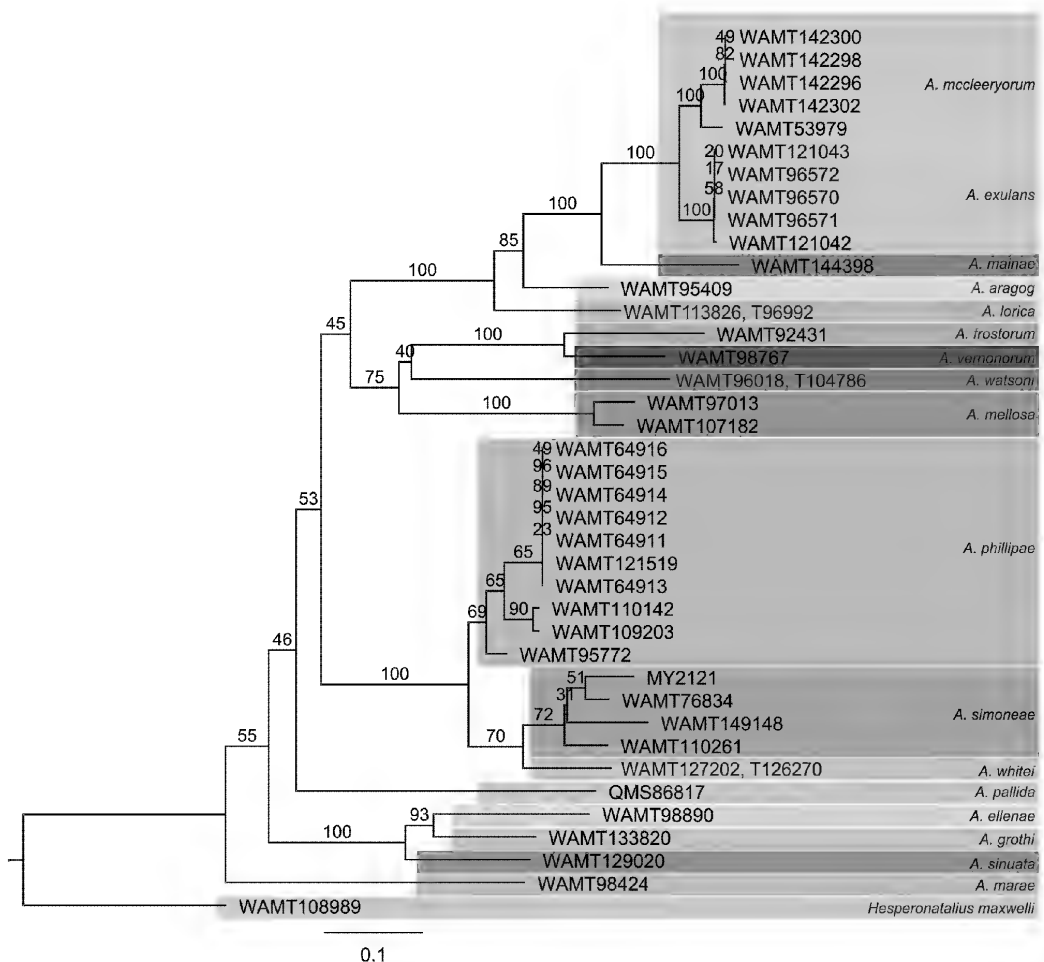 49 WAMT142300
82 WAMT142298
100 WAMT142296 A. mccleeryorum
100 WAMT142302
WAMT53979
20 WAMT121043
100 17 WAMT96572
58 WAMT96570 A. exulans
100 100 WAMT96571
85 WAMT121042
100 WAMT144398 A. mainae
WAMT95409 A. aragog
WAMT113826, T96992 A. lorica
45 100 WAMT92431 A. frostorum
40 WAMT98767 A. vernonorum
75 WAMT96018, T104786 A. watsoni
100 WAMT97013 A. mellosa
WAMT107182
49 WAMT64916
96 WAMT64915
53 89 WAMT64914
95 WAMT64912
23 WAMT64911 A. phillipae
65 WAMT121519
65 WAMT64913
69 90 WAMT110142
46 WAMT109203
WAMT95772
100 51 MY2121
31 WAMT76834
72 WAMT149148 A. simoneae
55 70 WAMT110261
WAMT127202, T126270 A. whitei
QMS86817 A. pallida
93 WAMT98890 A. ellenae
100 WAMT133820 A. grothi
WAMT129020 A. sinuata
WAMT98424 A. marae
WAMT108989 Hesperonatalius maxwelli
0.1